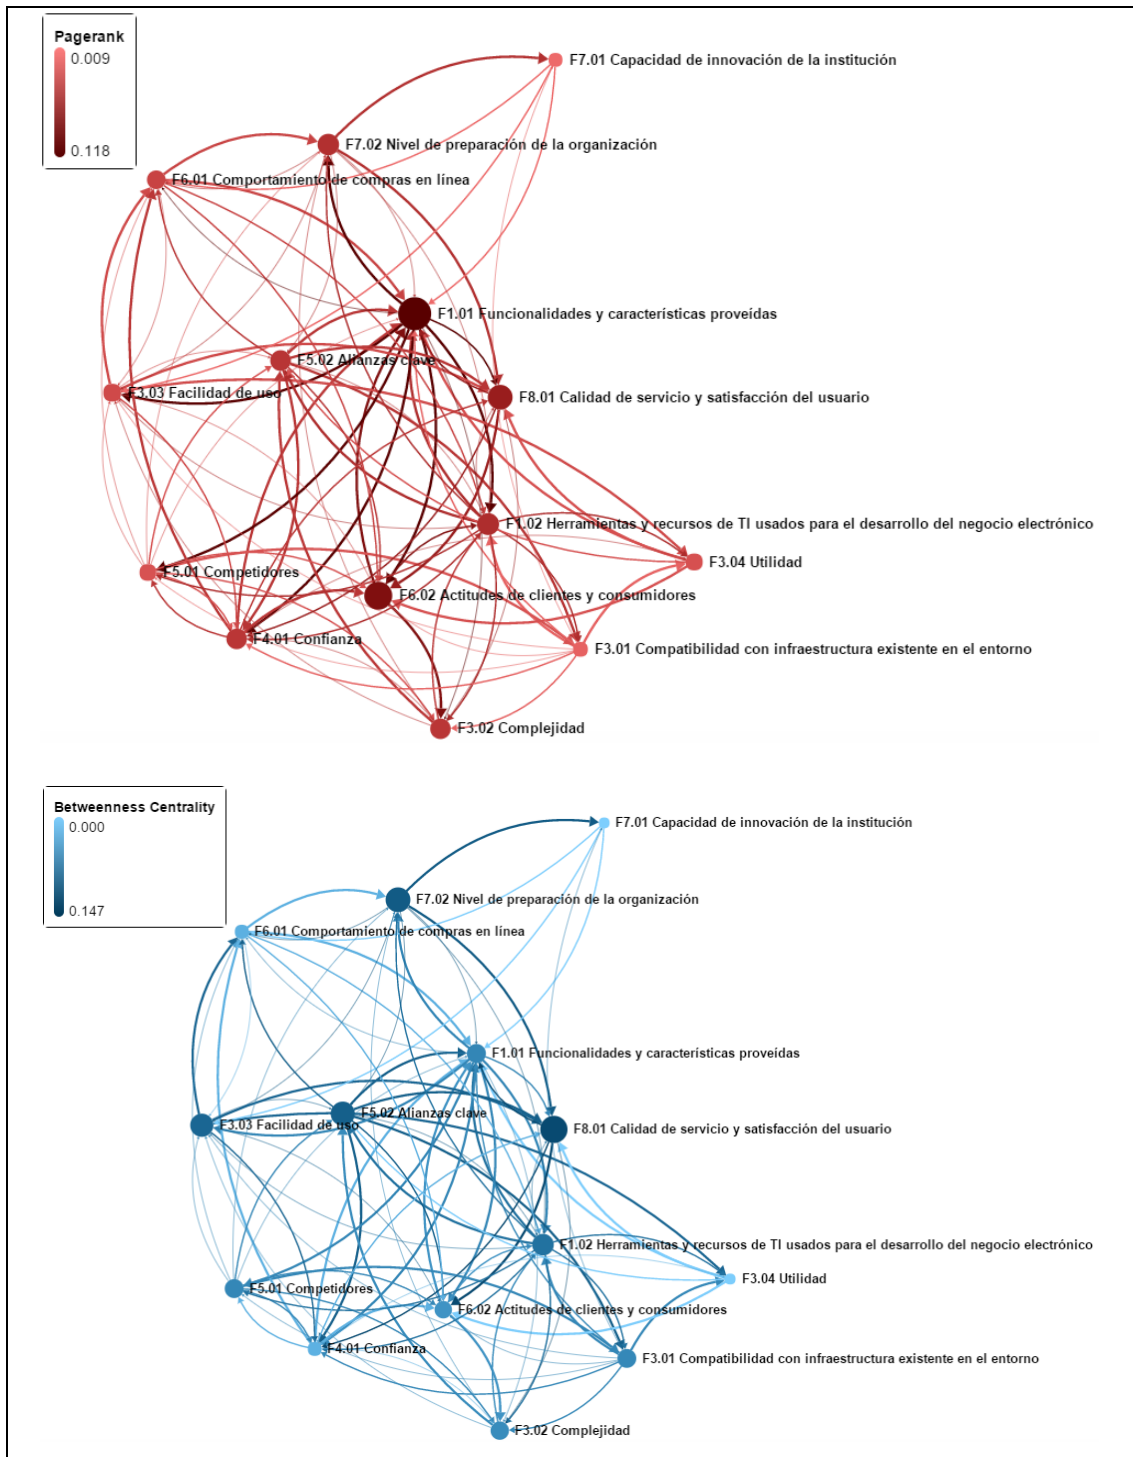 Pagerank
0.009
0.118
F7.01 Capacidad de innovación de la institución
F7.02 Nivel de preparación de la organización
F6.01 Comportamiento de compras en línea
F1.01 Funcionalidades y características proveídas
F5.02 Alianzas clave
F3.03 Facilidad de uso
F8.01 Calidad de servicio y satisfacción del usuario
F1.02 Herramientas y recursos de TI usados para el desarrollo del negocio electrónico
F3.04 Utilidad
F5.01 Competidores
F6.02 Actitudes de clientes y consumidores
F4.01 Confianza
F3.01 Compatibilidad con infraestructura existente en el entorno
F3.02 Complejidad
Betweenness Centrality
0.000
0.147
F7.01 Capacidad de innovación de la institución
F7.02 Nivel de preparación de la organización
F6.01 Comportamiento de compras en línea
F1.01 Funcionalidades y características proveídas
F5.02 Alianzas clave
F3.03 Facilidad de uso
F8.01 Calidad de servicio y satisfacción del usuario
F1.02 Herramientas y recursos de TI usados para el desarrollo del negocio electrónico
F3.04 Utilidad
F5.01 Competidores
F6.02 Actitudes de clientes y consumidores
F4.01 Confianza
F3.01 Compatibilidad con infraestructura existente en el entorno
F3.02 Complejidad